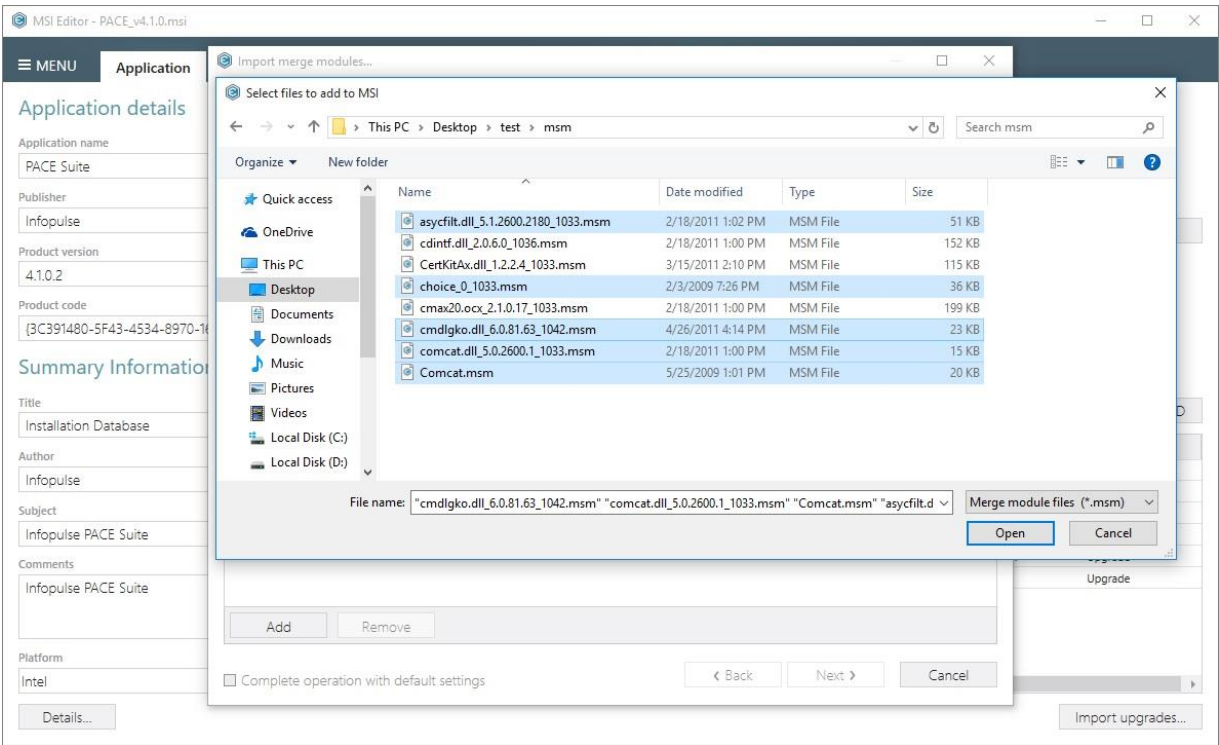 MSI Editor - PACE_v4.1.0.msi
MENU
Application
Application details
Application name
PACE Suite
Publisher
Infopulse
Product version
4.1.0.2
Product code
{3C391480-5F43-4534-8970-16
Summary Information
Title
Installation Database
Author
Infopulse
Subject
Infopulse PACE Suite
Comments
Infopulse PACE Suite
Platform
Intel
Details...
Import merge modules...
Select files to add to MSI
This PC > Desktop > test > msm
Search msm
Organize
New folder
Quick access
OneDrive
This PC
Desktop
Documents
Downloads
Music
Pictures
Videos
Local Disk (C:)
Local Disk (D:)
Name Date modified Type Size
asycfilt.dll_5.1.2600.2180_1033.msm 2/18/2011 1:02 PM MSM File 51 KB
cdintf.dll_2.0.6.0_1036.msm 2/18/2011 1:00 PM MSM File 152 KB
CertKitAx.dll_1.2.2.4_1033.msm 3/15/2011 2:10 PM MSM File 115 KB
choice_0_1033.msm 2/3/2009 7:26 PM MSM File 36 KB
cmax20.ocx_2.1.0.17_1033.msm 2/18/2011 1:00 PM MSM File 199 KB
cmdlgko.dll_6.0.81.63_1042.msm 4/26/2011 4:14 PM MSM File 23 KB
comcat.dll_5.0.2600.1_1033.msm 2/18/2011 1:00 PM MSM File 15 KB
Comcat.msm 5/25/2009 1:01 PM MSM File 20 KB
File name: "cmdlgko.dll_6.0.81.63_1042.msm" "comcat.dll_5.0.2600.1_1033.msm" "Comcat.msm" "asycfilt.d
Merge module files (*.msm)
Open
Cancel
Upgrade
Add
Remove
Complete operation with default settings
< Back
Next >
Cancel
Import upgrades...